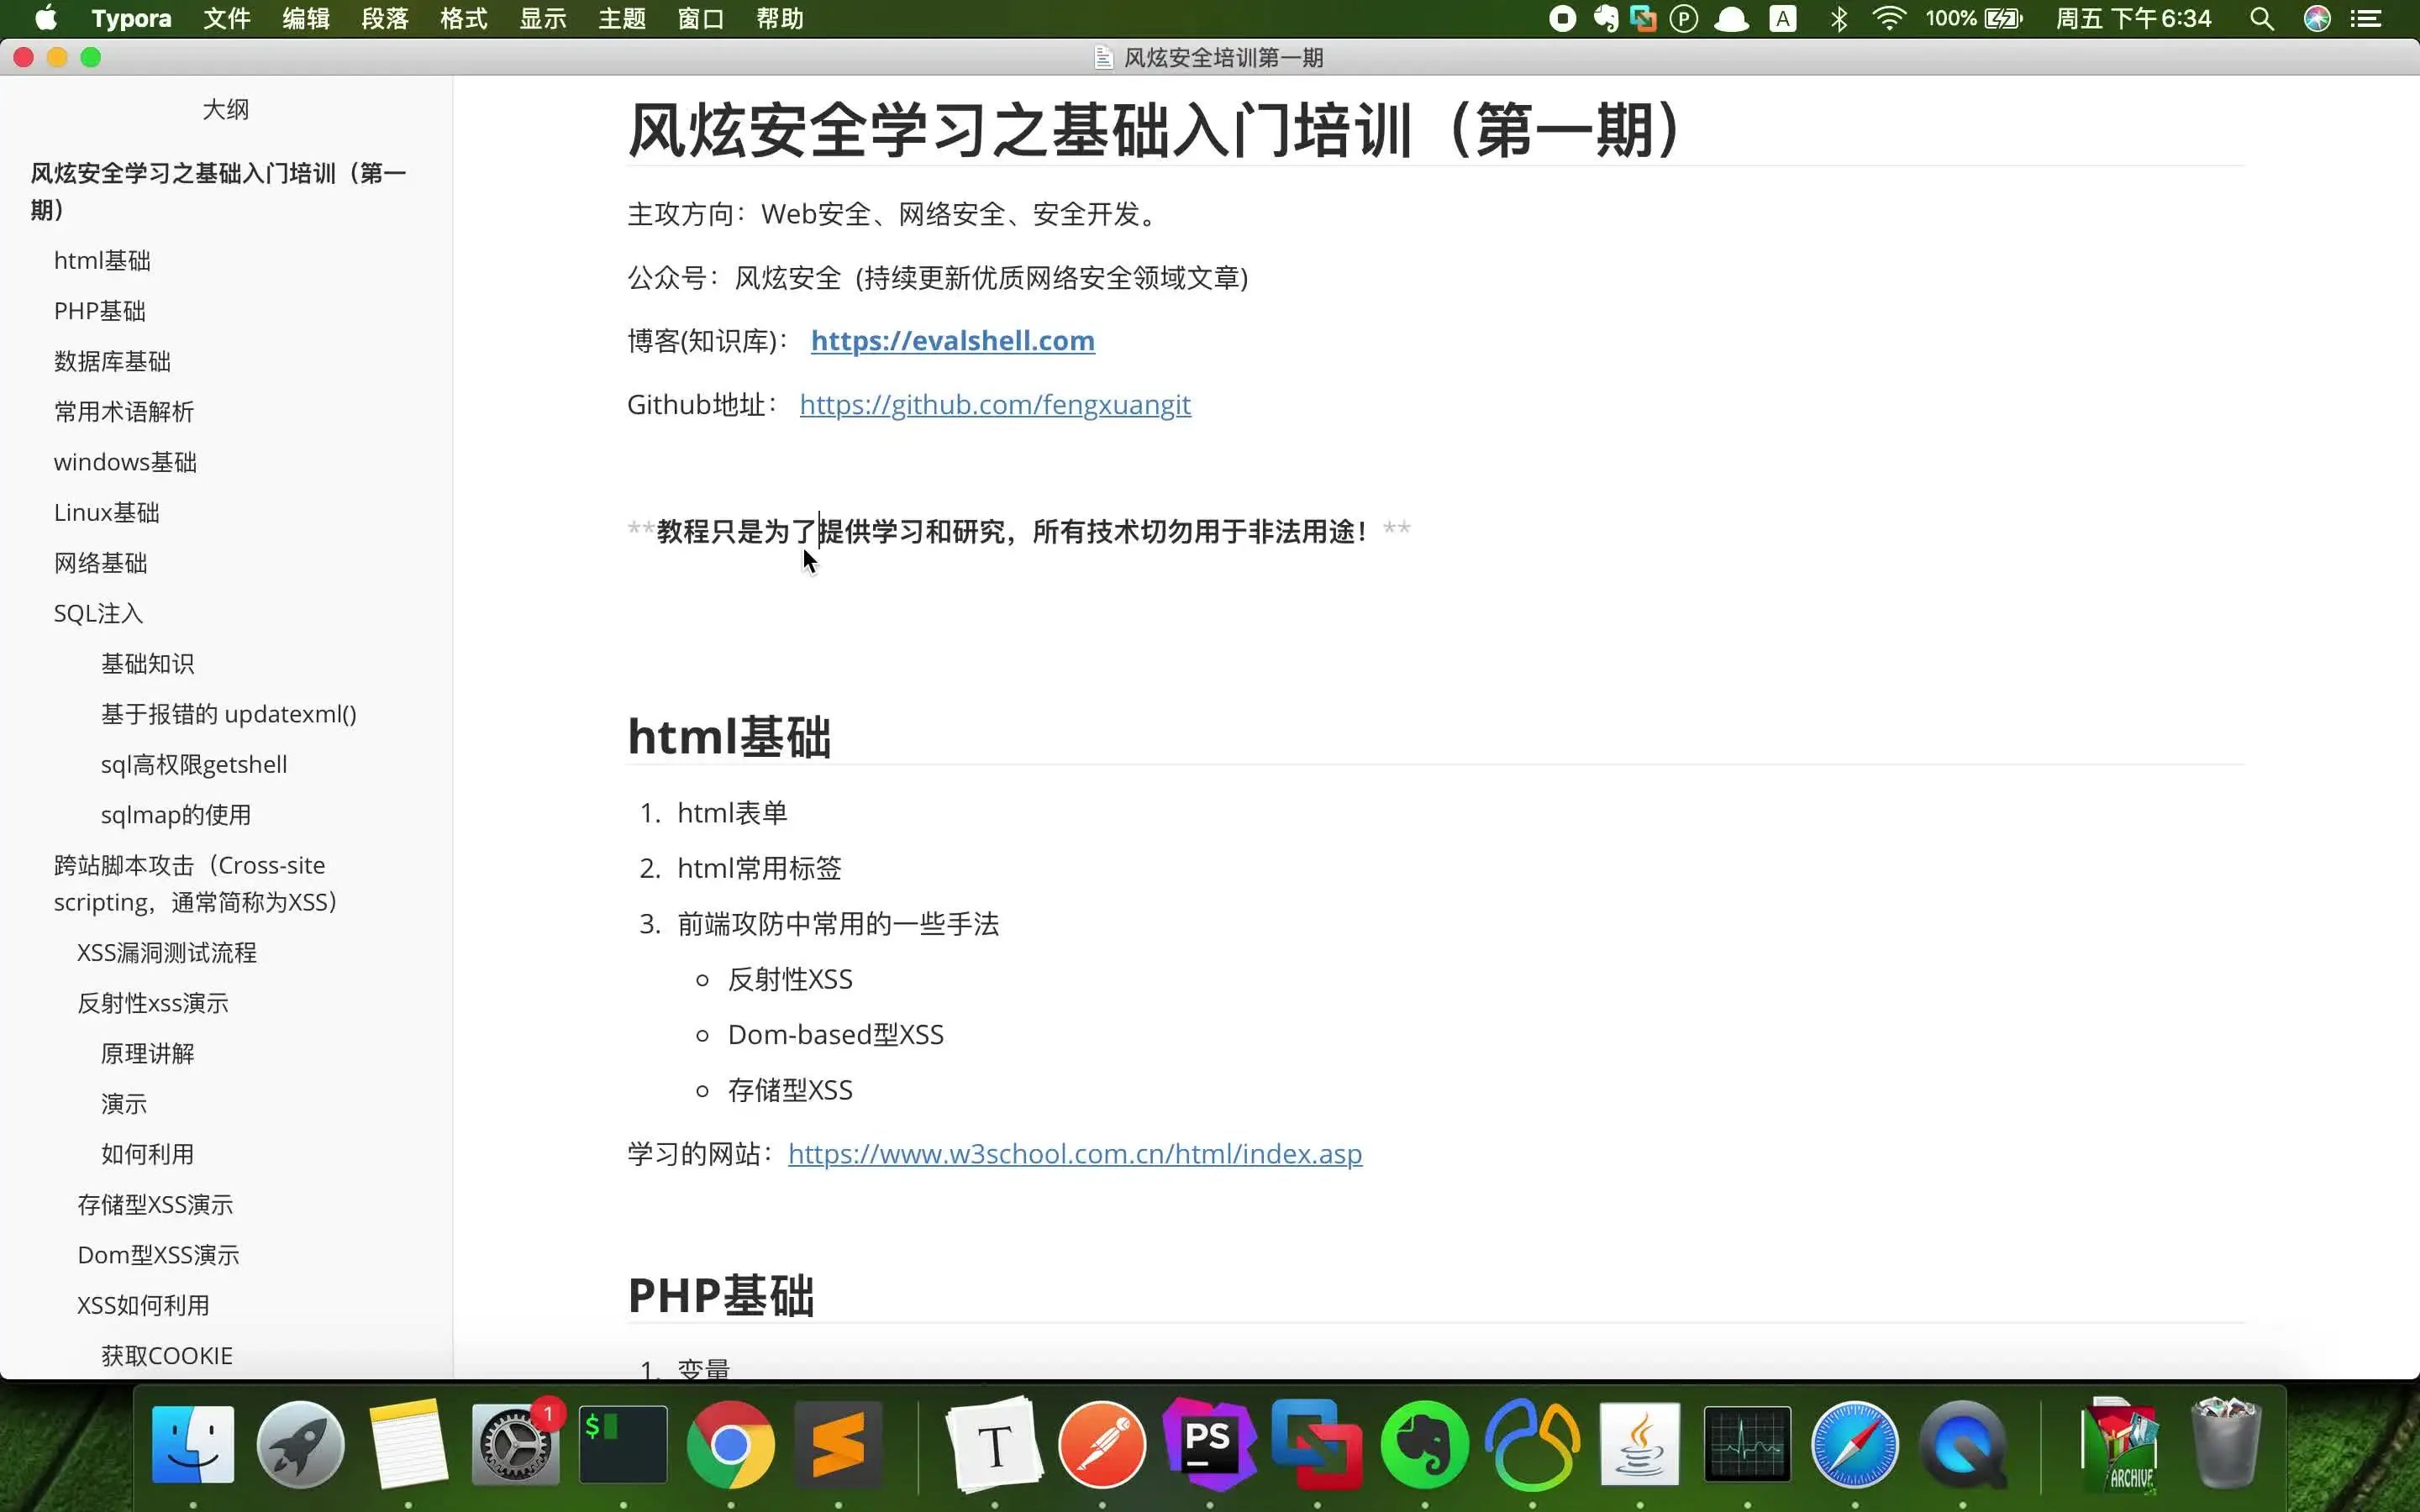 Typora 文件 编辑 段落 格式 显示 主题 窗口 帮助 P A 100% 周五 下午6:34
风炫安全培训第一期
大纲
风炫安全学习之基础入门培训（第一
期）
html基础
PHP基础
数据库基础
常用术语解析
windows基础
Linux基础
网络基础
SQL注入
基础知识
基于报错的 updatexml()
sql高权限getshell
sqlmap的使用
跨站脚本攻击（Cross-site
scripting，通常简称为XSS）
XSS漏洞测试流程
反射性xss演示
原理讲解
演示
如何利用
存储型XSS演示
Dom型XSS演示
XSS如何利用
获取COOKIE
风炫安全学习之基础入门培训（第一期）
主攻方向：Web安全、网络安全、安全开发。
公众号：风炫安全 (持续更新优质网络安全领域文章)
博客(知识库)： https://evalshell.com
Github地址： https://github.com/fengxuangit
**教程只是为了提供学习和研究，所有技术切勿用于非法用途！**
html基础
1. html表单
2. html常用标签
3. 前端攻防中常用的一些手法
反射性XSS
Dom-based型XSS
存储型XSS
学习的网站：https://www.w3school.com.cn/html/index.asp
PHP基础
1. 变量
1
$
T
PS
ARCHIVE